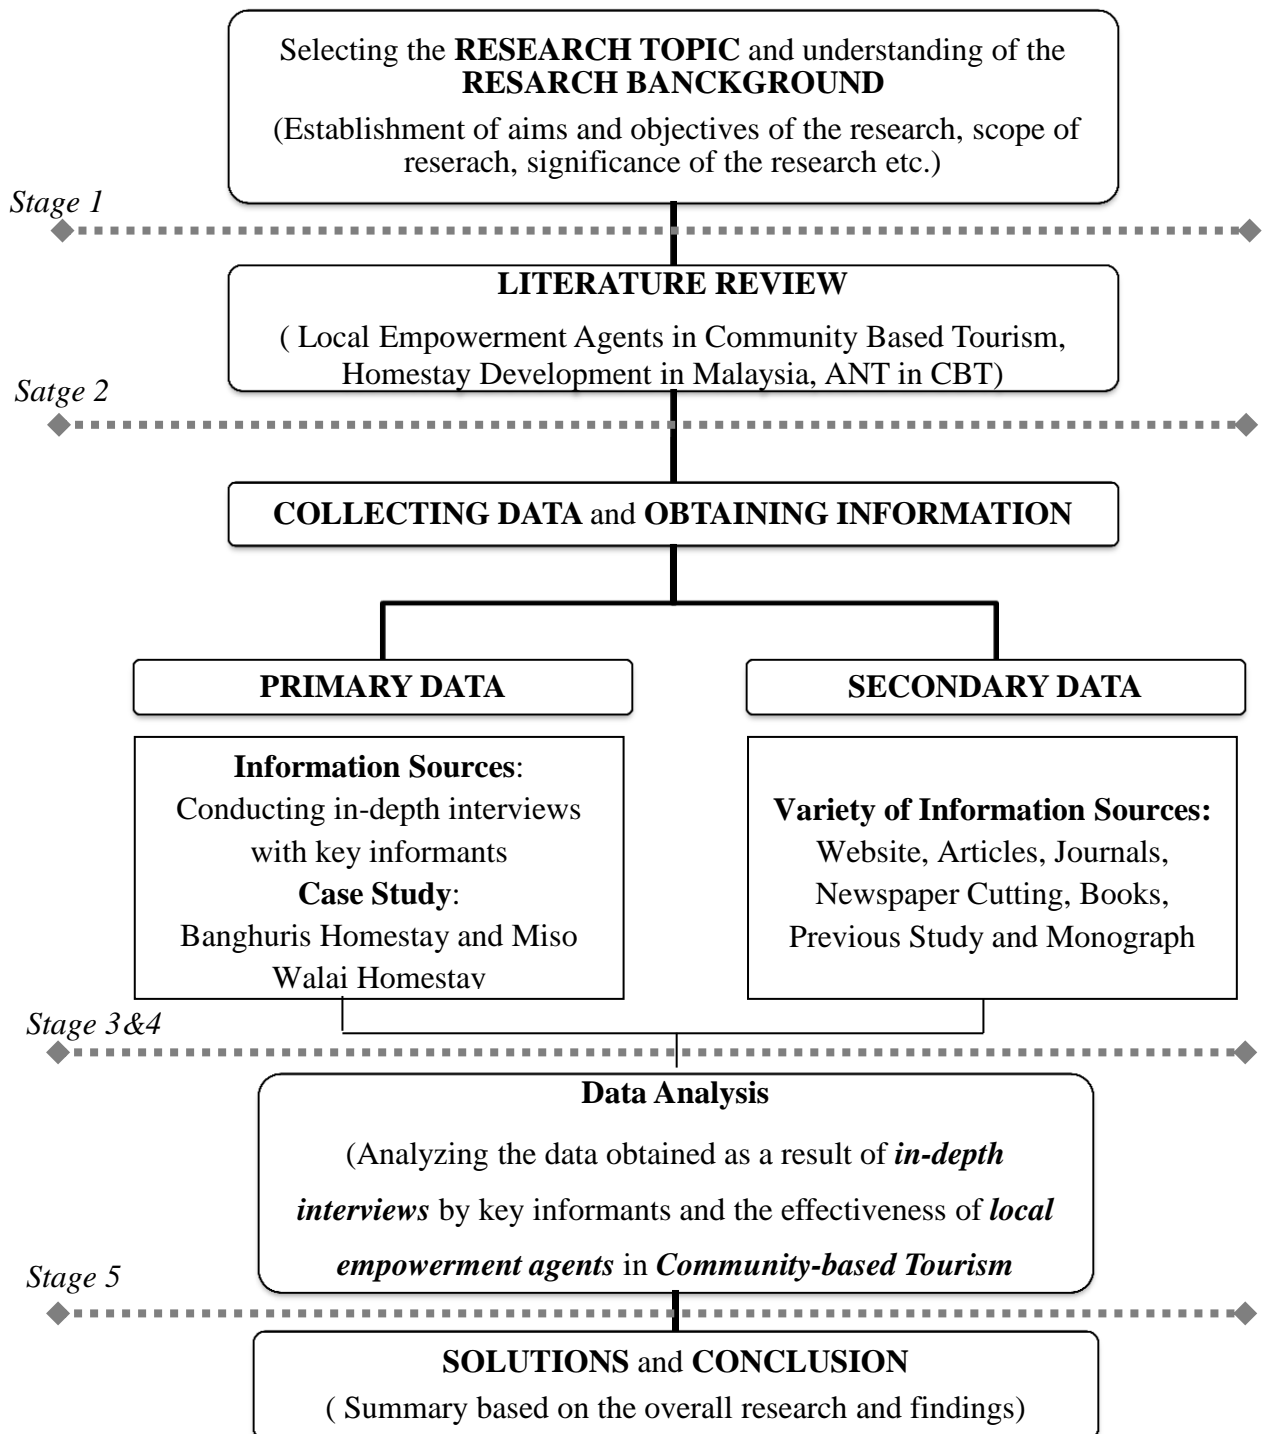 Selecting the RESEARCH TOPIC and understanding of the
RESARCH BANCKGROUND
(Establishment of aims and objectives of the research, scope of
reserach, significance of the research etc.)
Stage 1
LITERATURE REVIEW
( Local Empowerment Agents in Community Based Tourism,
Homestay Development in Malaysia, ANT in CBT)
Satge 2
COLLECTING DATA and OBTAINING INFORMATION
PRIMARY DATA
SECONDARY DATA
Information Sources:
Conducting in-depth interviews
with key informants
Case Study:
Banghuris Homestay and Miso
Walai Homestay
Variety of Information Sources:
Website, Articles, Journals,
Newspaper Cutting, Books,
Previous Study and Monograph
Stage 3&4
Data Analysis
(Analyzing the data obtained as a result of in-depth
interviews by key informants and the effectiveness of local
empowerment agents in Community-based Tourism
Stage 5
SOLUTIONS and CONCLUSION
( Summary based on the overall research and findings)